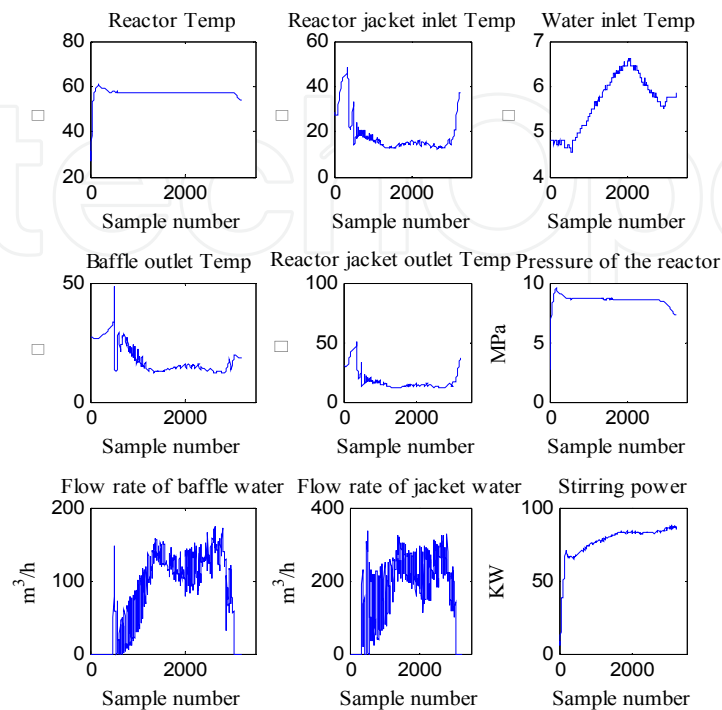 Reactor Temp
80
60
40
20
0
2000
Sample number
□
Reactor jacket inlet Temp
60
40
20
0
0
2000
Sample number
□
Water inlet Temp
7
6
5
4
0
2000
Sample number
□
Baffle outlet Temp
50
0
0
2000
Sample number
□
Reactor jacket outlet Temp
100
50
0
0
2000
Sample number
□
Pressure of the reactor
10
5
0
0
2000
Sample number
MPa
Flow rate of baffle water
200
100
0
0
2000
Sample number
m³/h
Flow rate of jacket water
400
200
0
0
2000
Sample number
m³/h
Stirring power
100
50
0
0
2000
Sample number
KW